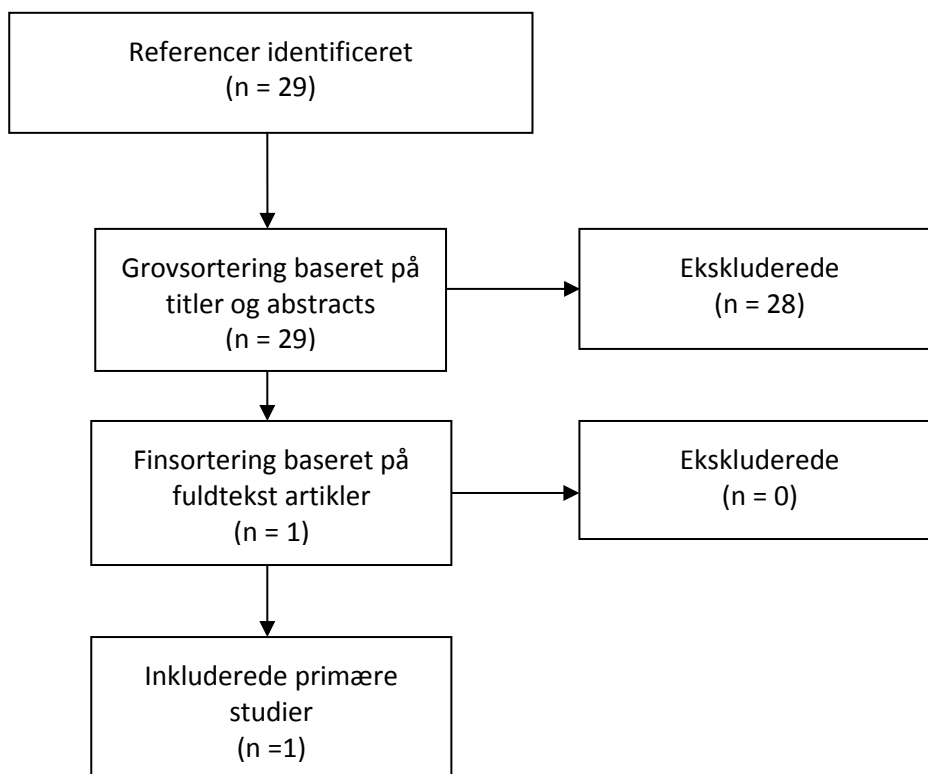 Referencer identificeret
(n = 29)
Grovsortering baseret på
titler og abstracts
(n = 29)
Ekskluderede
(n = 28)
Finsortering baseret på
fuldtekst artikler
(n = 1)
Ekskluderede
(n = 0)
Inkluderede primære
studier
(n =1)